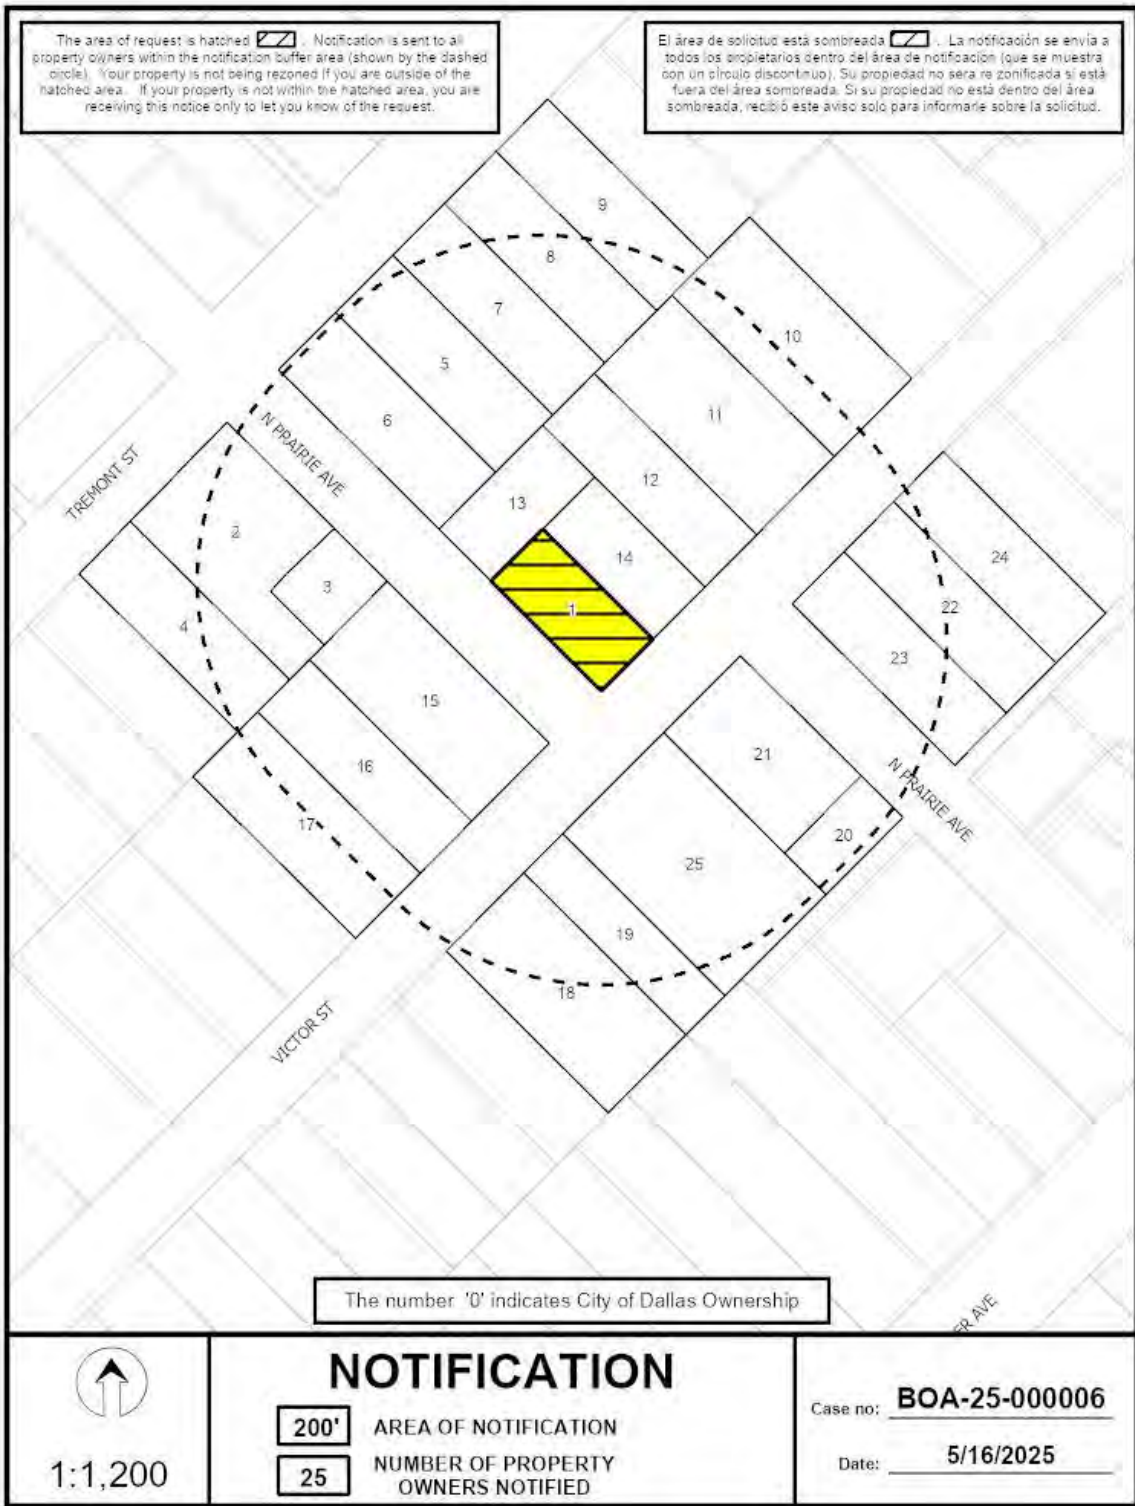 The area of request is hatched . Notification is sent to all
property owners within the notification buffer area (shown by the dashed
circle). Your property is not being rezoned if you are outside of the
hatched area. If your property is not within the hatched area, you are
receiving this notice only to let you know of the request.
El área de solicitud está sombreada . La notificación se envía a
todos los propietarios dentro del área de notificación (que se muestra
con un círculo discontinuo). Su propiedad no sera re zonificada si está
fuera del área sombreada. Si su propiedad no está dentro del área
sombreada, recibió este aviso solo para informarle sobre la solicitud.
9
8
7
10
5
11
6
N PRAIRIE AVE
TREMONT ST
12
13
2
14
24
3
1
22
4
23
15
21
16
N PRAIRIE AVE
17
20
25
19
18
VICTOR ST
The number '0' indicates City of Dallas Ownership
ER AVE
1:1,200
NOTIFICATION
200' AREA OF NOTIFICATION
25 NUMBER OF PROPERTY
OWNERS NOTIFIED
Case no: BOA-25-000006
Date: 5/16/2025